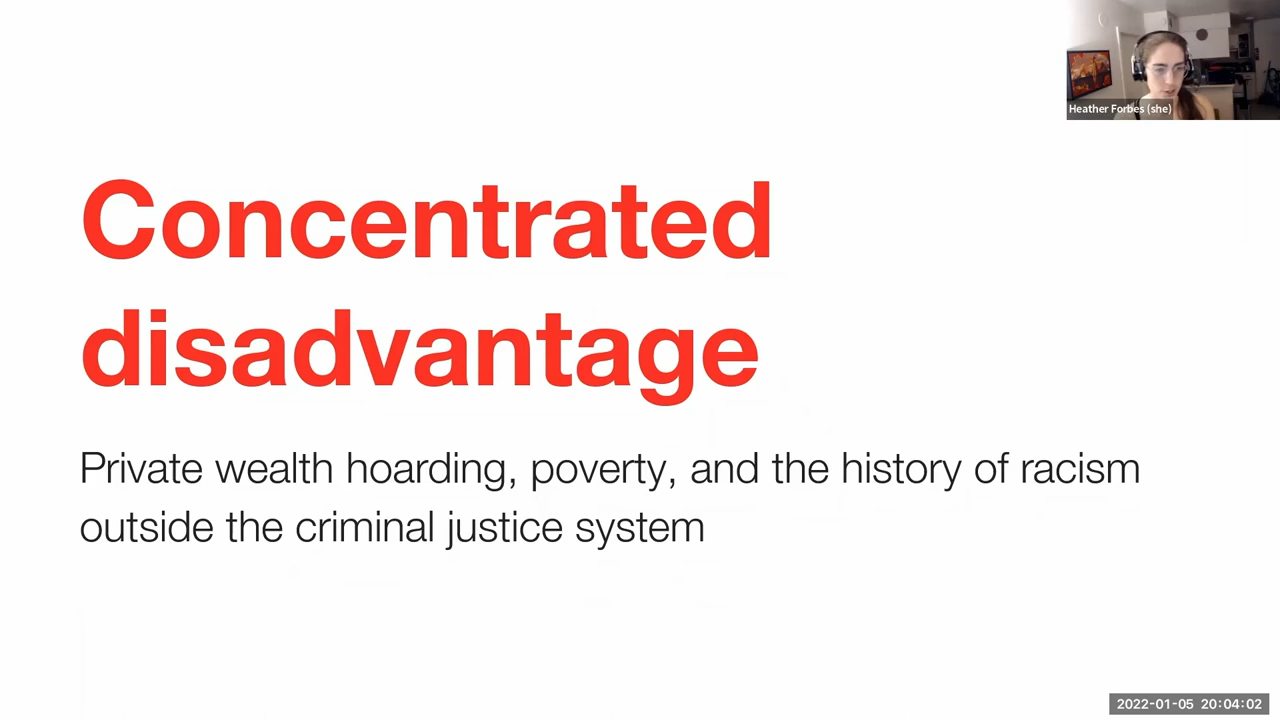 Heather Forbes (she)
Concentrated
disadvantage
Private wealth hoarding, poverty, and the history of racism
outside the criminal justice system
2022-01-05 20:04:02